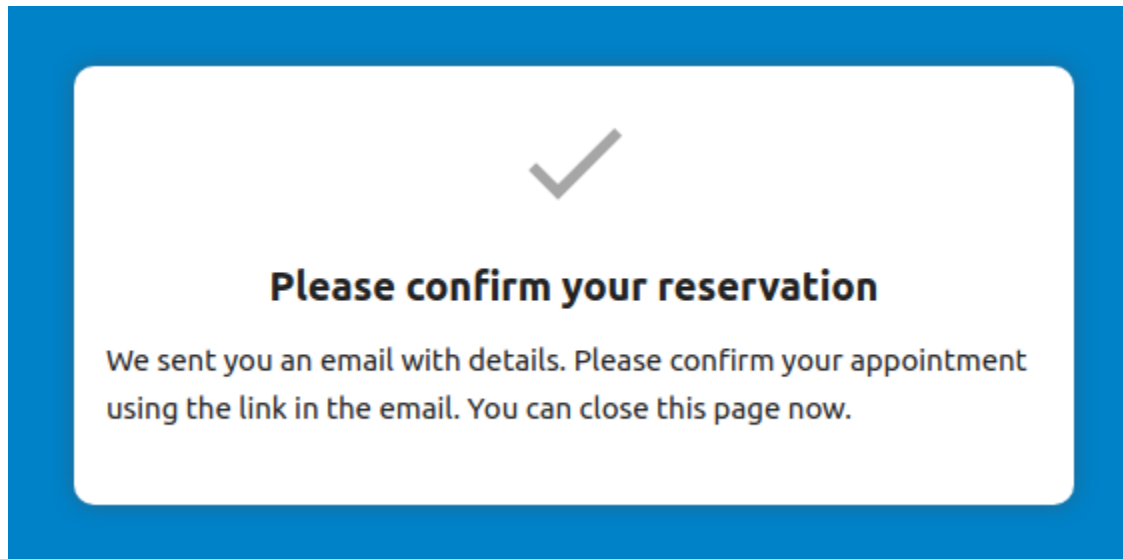 Please confirm your reservation
We sent you an email with details. Please confirm your appointment
using the link in the email. You can close this page now.